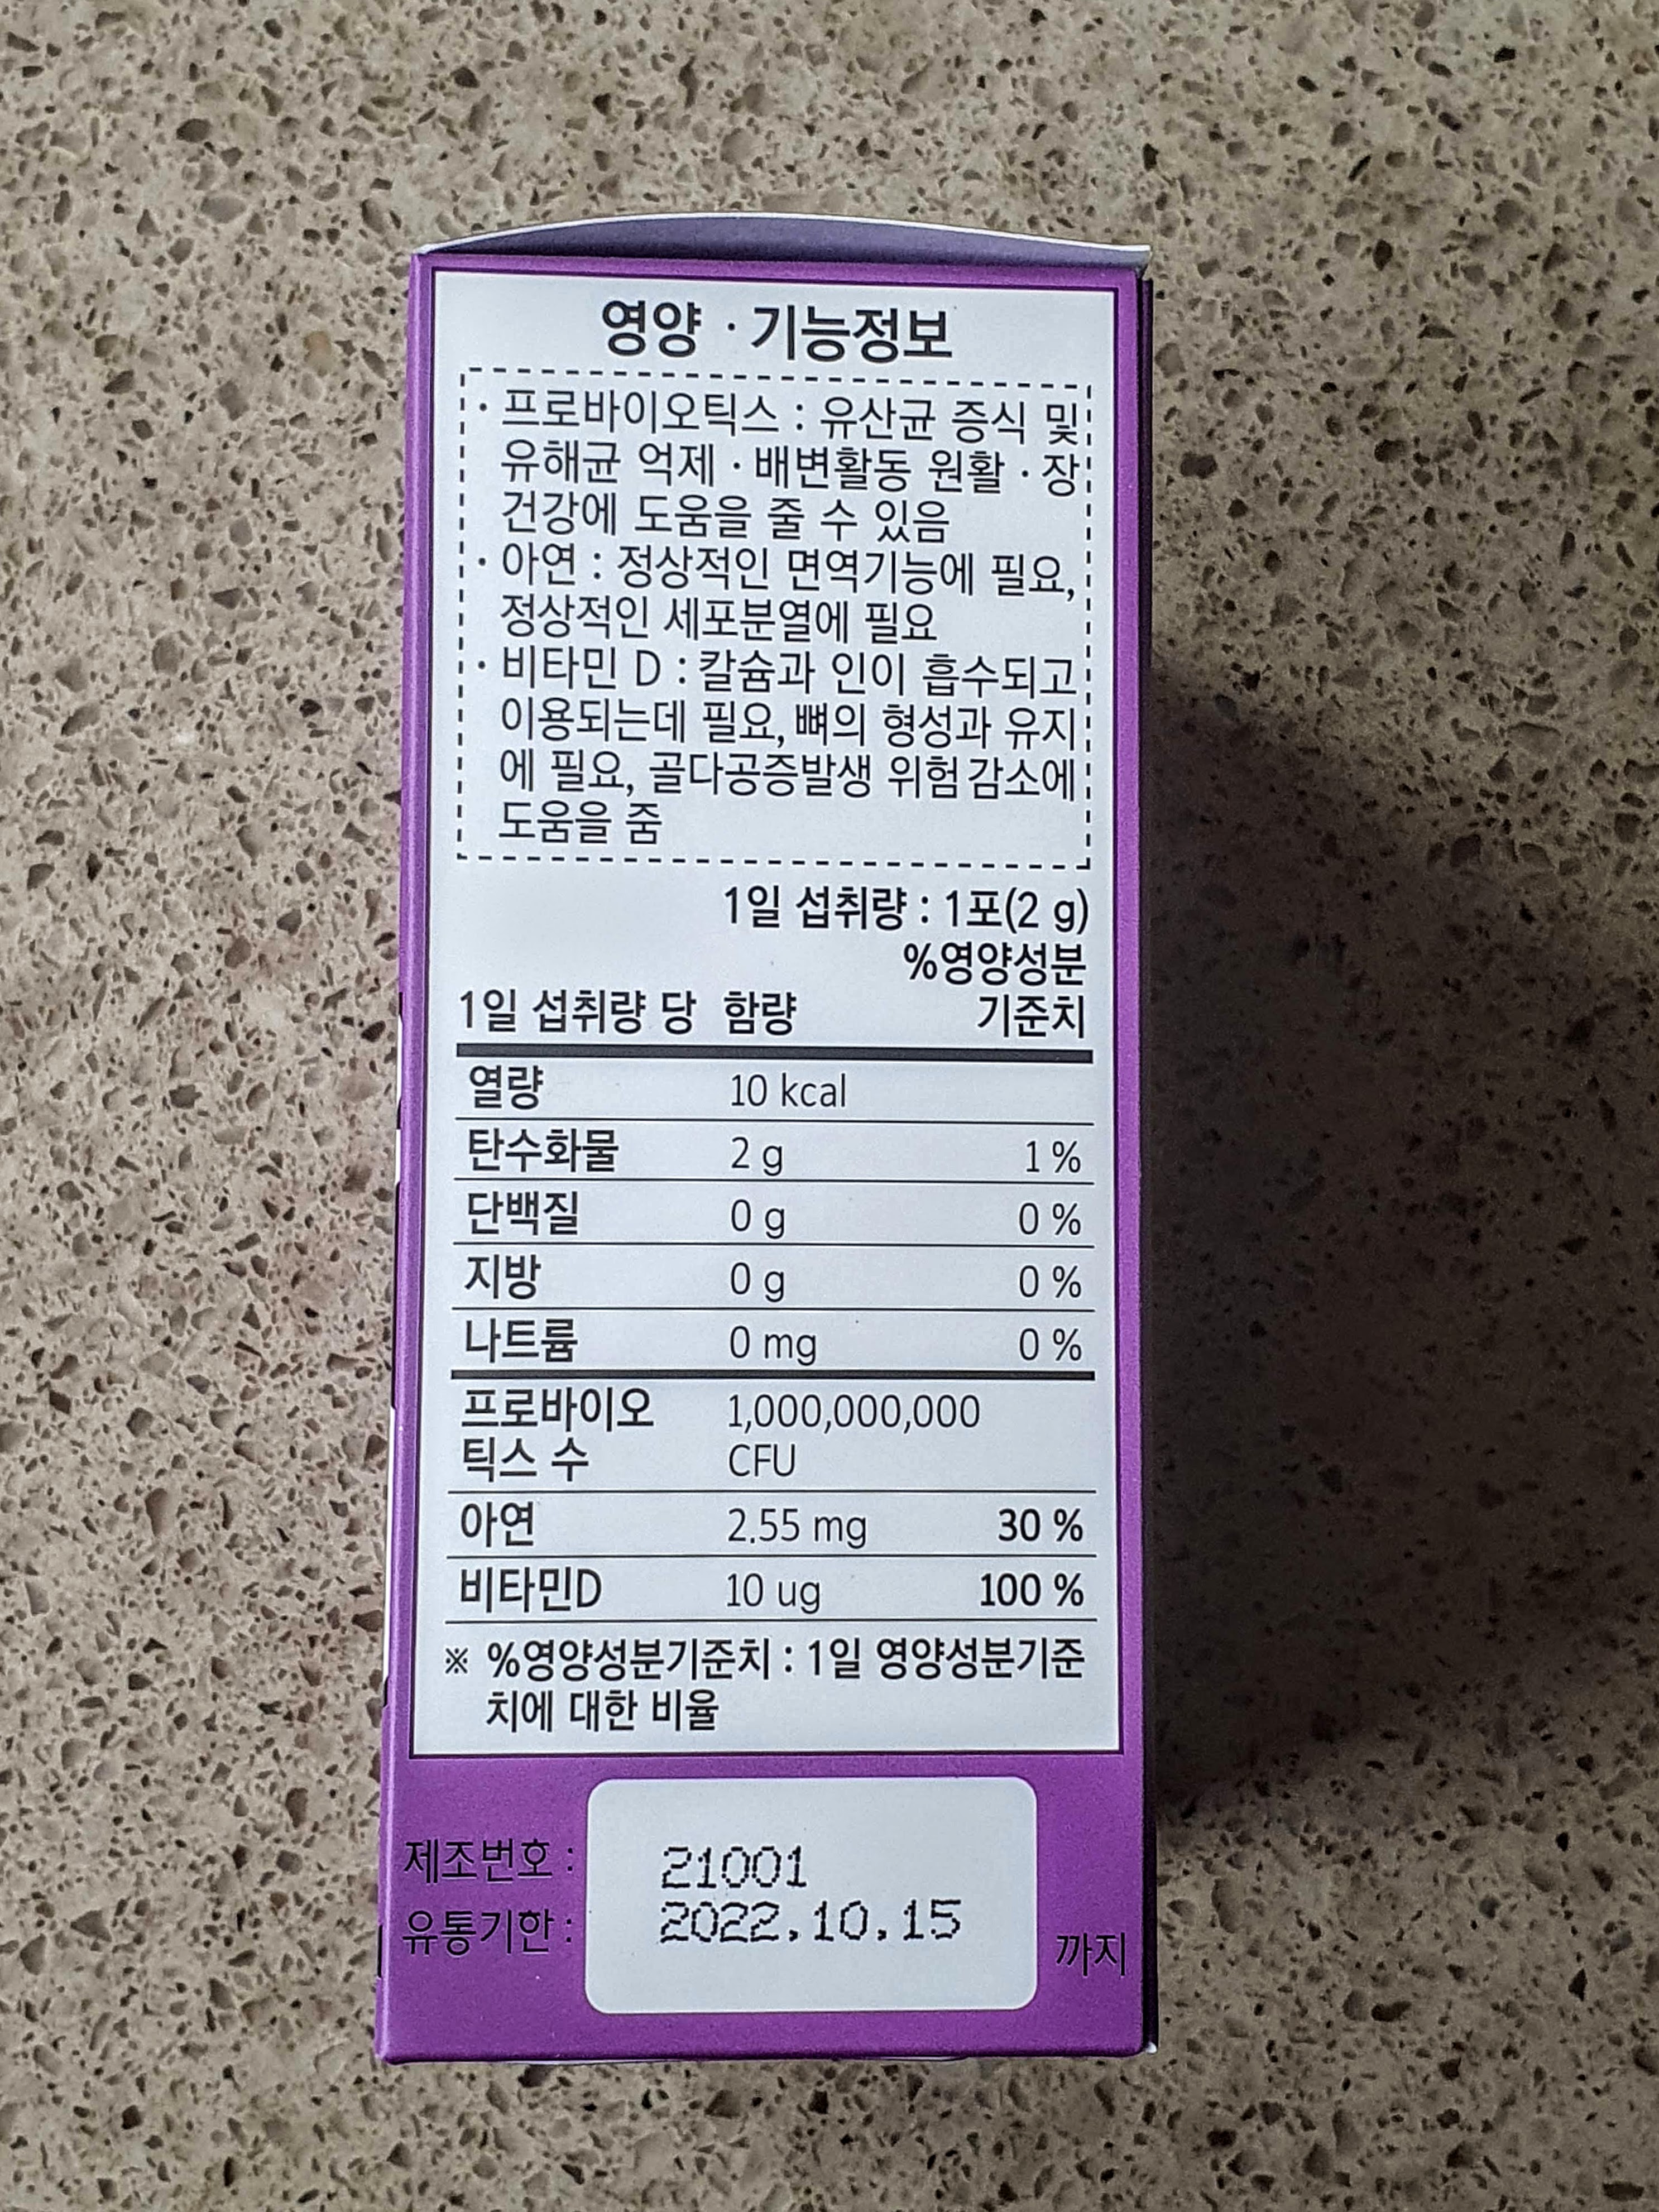 영양 · 기능정보
· 프로바이오틱스 : 유산균 증식 및
유해균 억제 · 배변활동 원활 · 장
건강에 도움을 줄 수 있음
· 아연 : 정상적인 면역기능에 필요,
정상적인 세포분열에 필요
· 비타민 D : 칼슘과 인이 흡수되고
이용되는데 필요, 뼈의 형성과 유지
에 필요, 골다공증발생 위험 감소에
도움을 줌
1일 섭취량 : 1포(2 g)
%영양성분
1일 섭취량 당 함량 기준치
열량 10 kcal
탄수화물 2 g 1 %
단백질 0 g 0 %
지방 0 g 0 %
나트륨 0 mg 0 %
프로바이오 1,000,000,000
틱스 수 CFU
아연 2.55 mg 30 %
비타민D 10 ug 100 %
※ %영양성분기준치 : 1일 영양성분기준
치에 대한 비율
제조번호 : 21001
유통기한 : 2022.10.15 까지